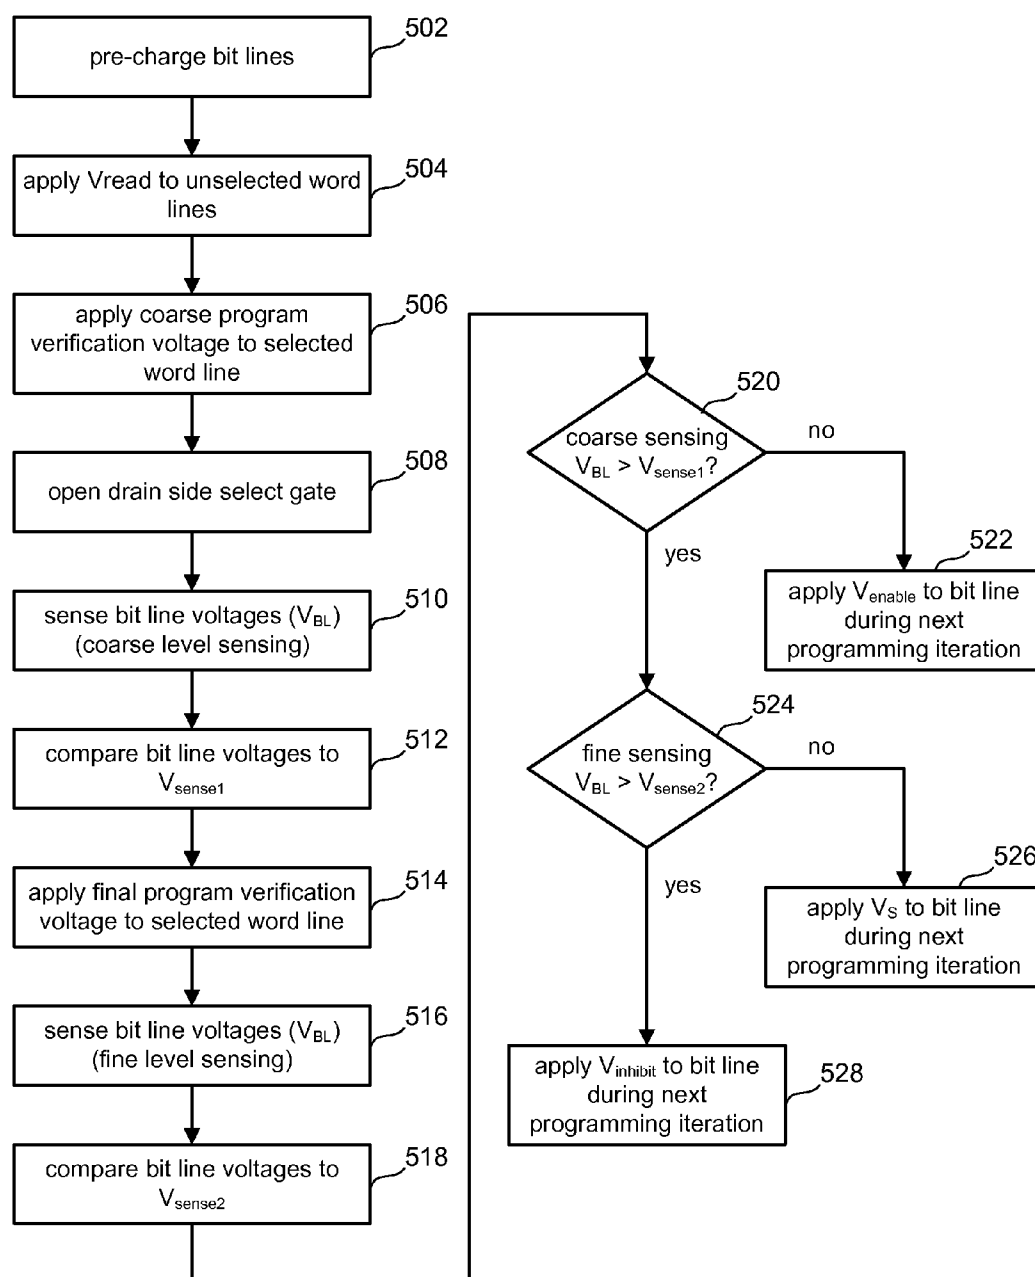 pre-charge bit lines
502
apply Vread to unselected word
lines
504
apply coarse program
verification voltage to selected
word line
506
open drain side select gate
508
sense bit line voltages (VBL)
(coarse level sensing)
510
compare bit line voltages to
Vsense1
512
apply final program verification
voltage to selected word line
514
sense bit line voltages (VBL)
(fine level sensing)
516
compare bit line voltages to
Vsense2
518
coarse sensing
VBL > Vsense1?
520
no
yes
apply Venable to bit line
during next
programming iteration
522
fine sensing
VBL > Vsense2?
524
no
yes
apply VS to bit line
during next
programming iteration
526
apply Vinhibit to bit line
during next
programming iteration
528